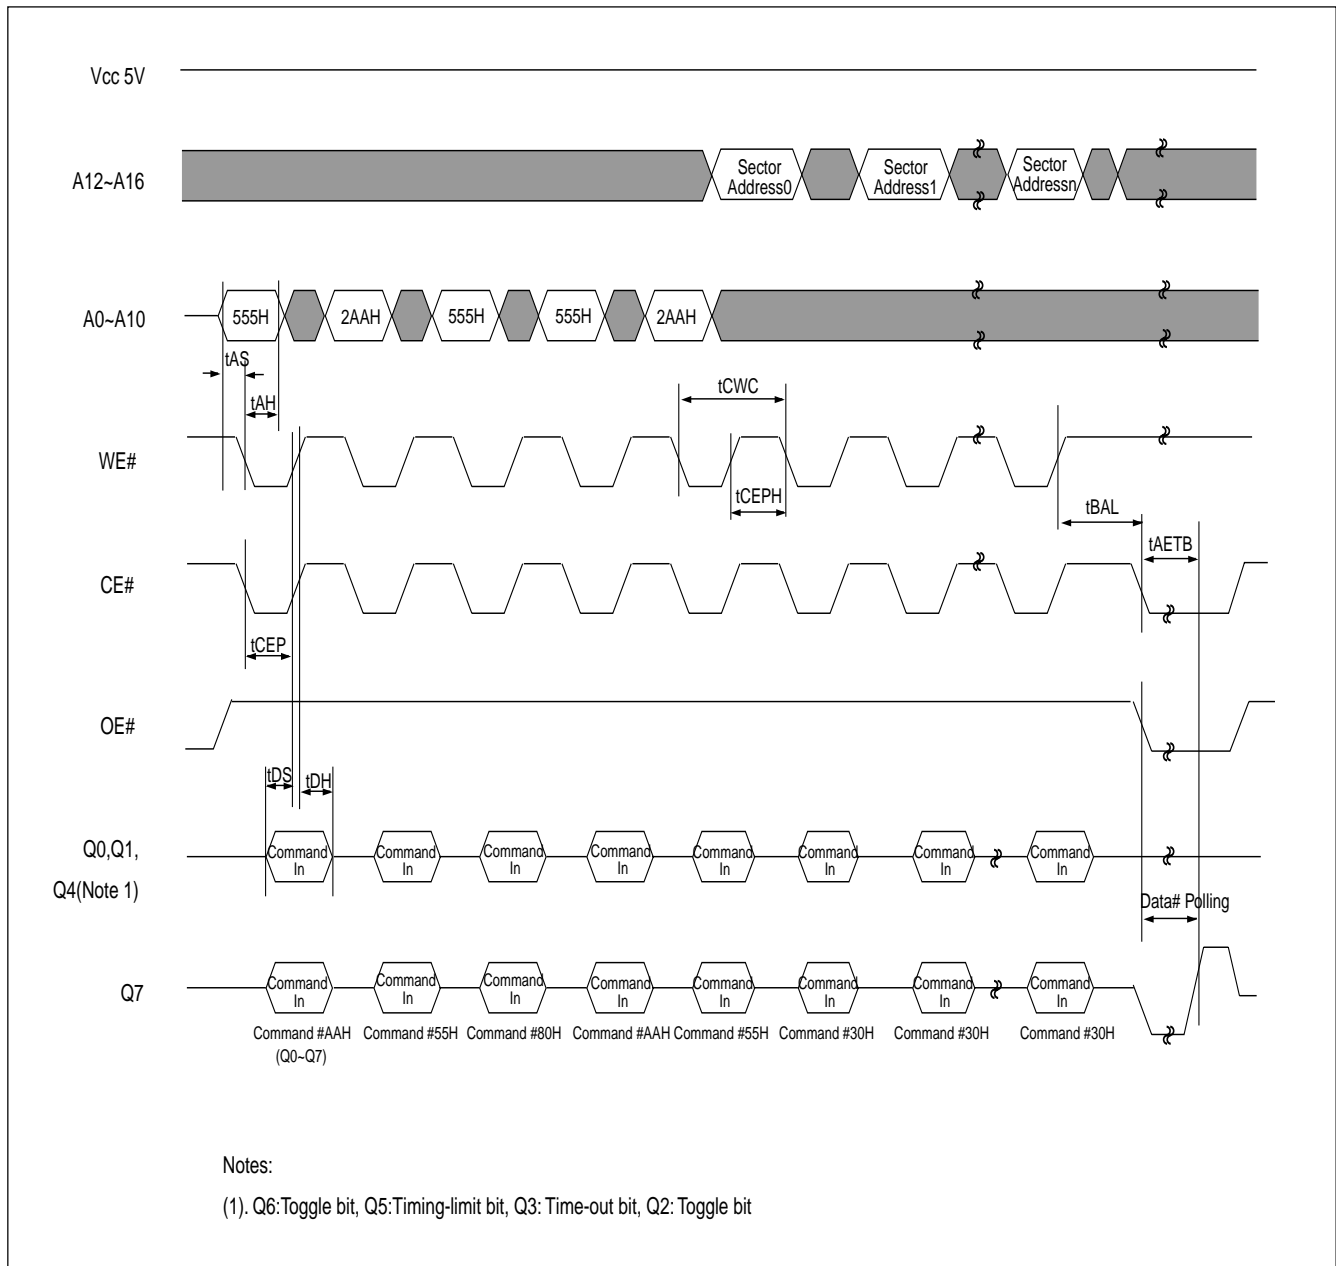 Vcc 5V
A12~A16
Sector
Address0
Sector
Address1
Sector
Addressn
A0~A10
555H
2AAH
555H
555H
2AAH
tAS
tAH
tCWC
WE#
tCEPH
tBAL
tAETB
CE#
tCEP
OE#
tDS
tDH
Q0,Q1,
Q4(Note 1)
Command
In
Command
In
Command
In
Command
In
Command
In
Command
In
Command
In
Command
In
Data# Polling
Q7
Command
In
Command
In
Command
In
Command
In
Command
In
Command
In
Command
In
Command
In
Command #AAH
(Q0~Q7)
Command #55H
Command #80H
Command #AAH
Command #55H
Command #30H
Command #30H
Command #30H
Notes:
(1). Q6:Toggle bit, Q5:Timing-limit bit, Q3: Time-out bit, Q2: Toggle bit